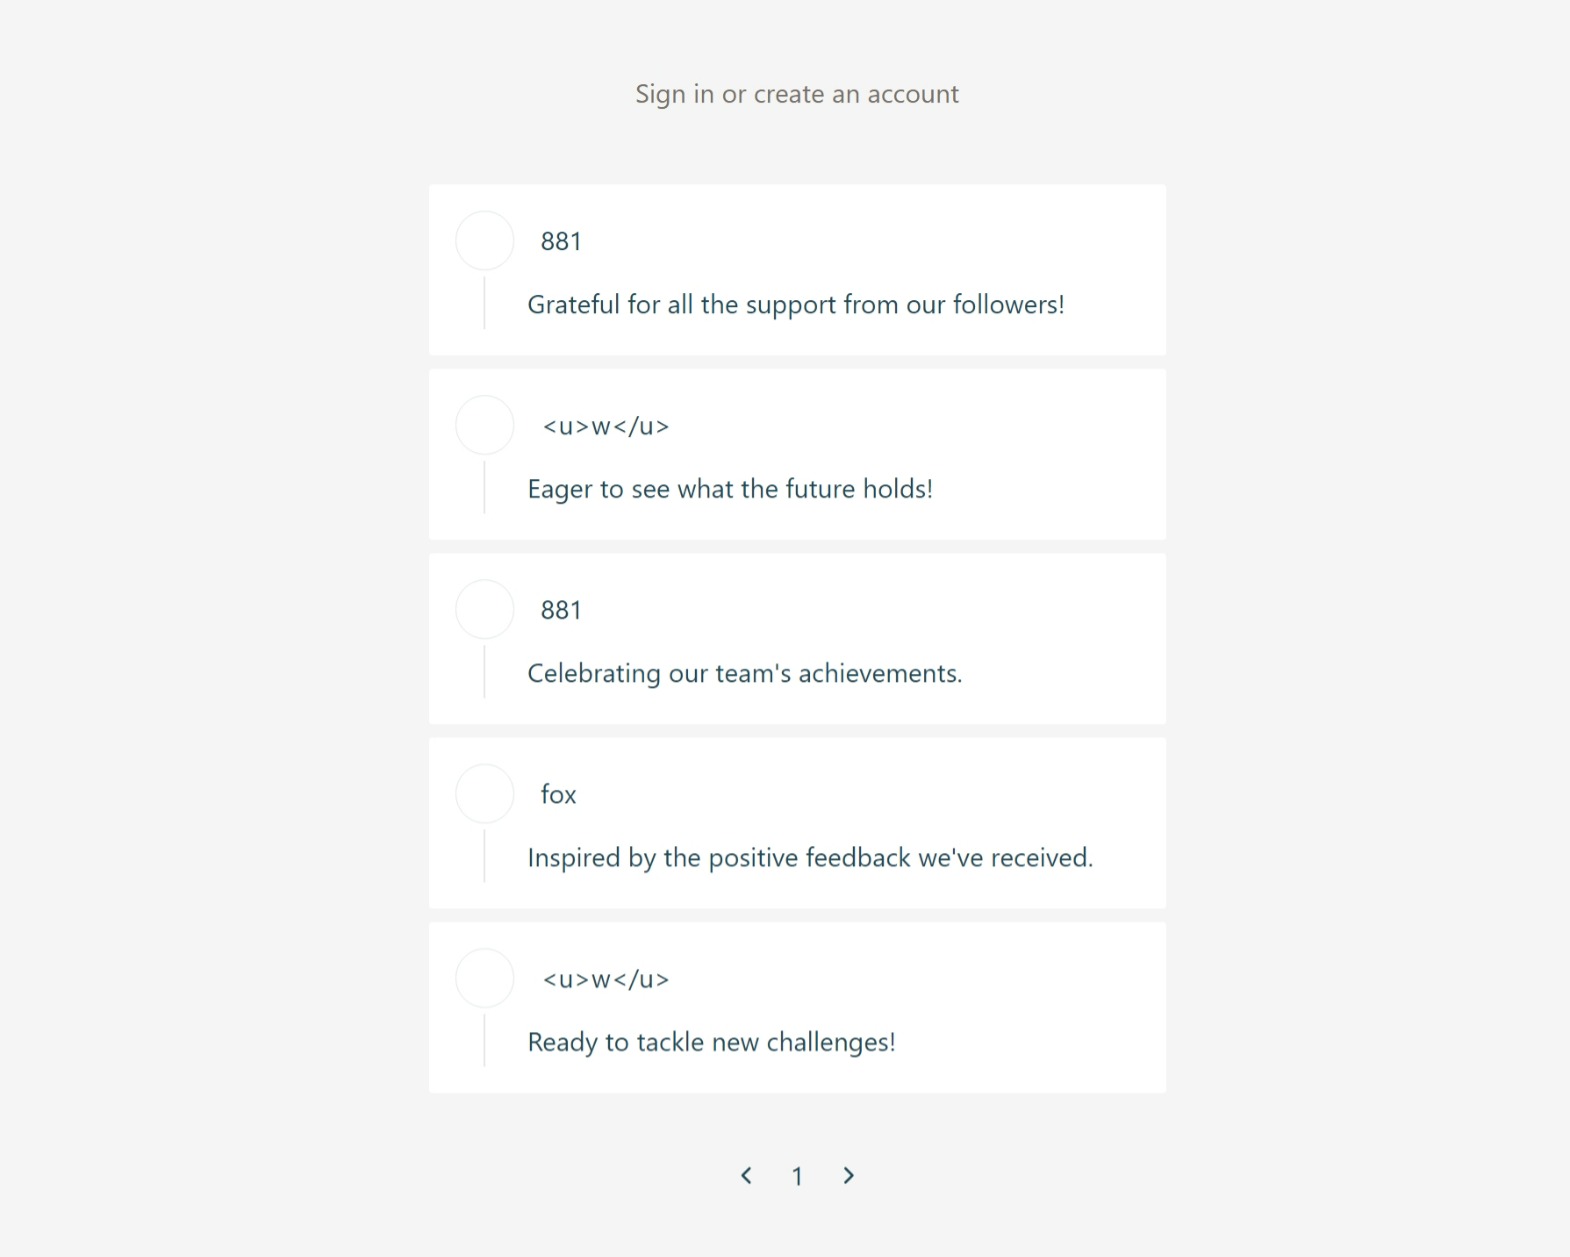 Sign in or create an account
881
Grateful for all the support from our followers!
<u>w</u>
Eager to see what the future holds!
881
Celebrating our team's achievements.
fox
Inspired by the positive feedback we've received.
<u>w</u>
Ready to tackle new challenges!
1